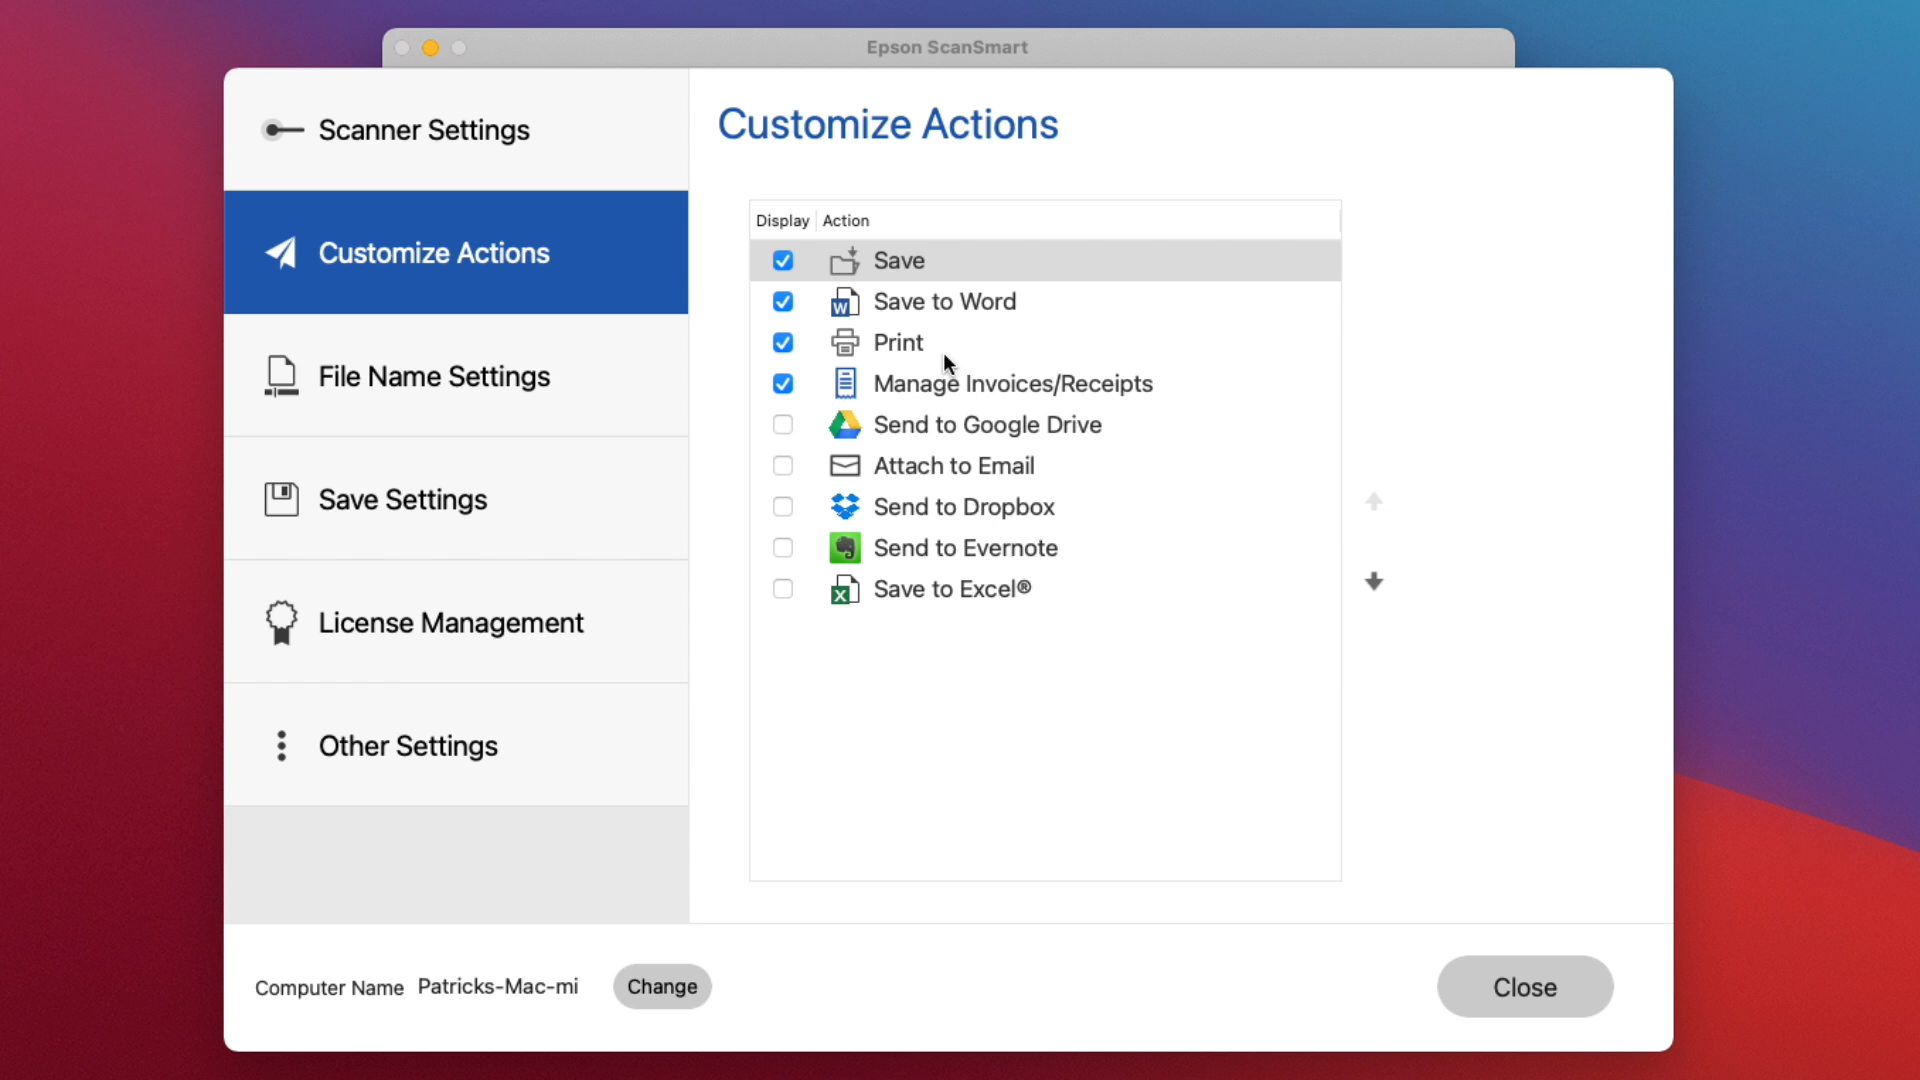 Epson ScanSmart
Scanner Settings
Customize Actions
File Name Settings
Save Settings
License Management
Other Settings
Customize Actions
Display Action
Save
W Save to Word
Print
Manage Invoices/Receipts
Send to Google Drive
Attach to Email
Send to Dropbox
Send to Evernote
X Save to Excel®
Computer Name Patricks-Mac-mi Change
Close